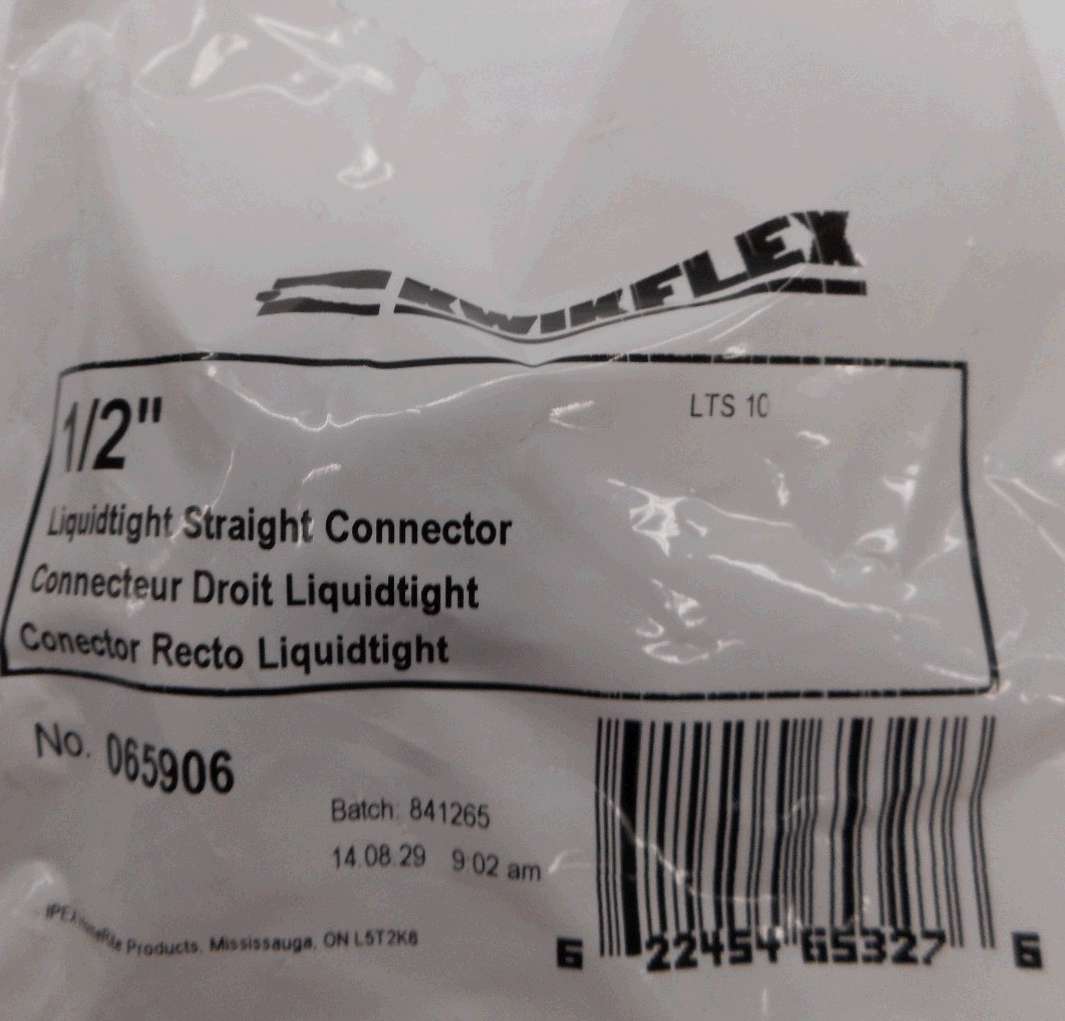 KWIKFLEX
1/2"
LTS 10
Liquidtight Straight Connector
Connecteur Droit Liquidtight
Conector Recto Liquidtight
No. 065906
Batch: 841265
14.08.29 9:02 am
Products, Mississauga, ON L5T2K8
6 22454 65327 6